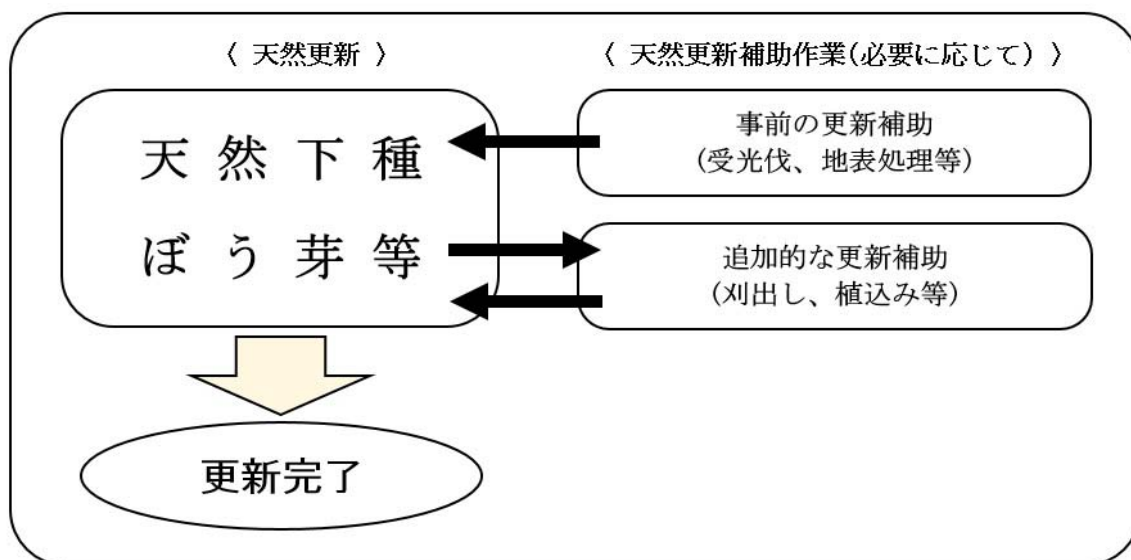 〈 天然更新 〉
〈 天然更新補助作業(必要に応じて) 〉
天然下種
ぼう芽等
事前の更新補助
(受光伐、地表処理等)
追加的な更新補助
(刈出し、植込み等)
更新完了